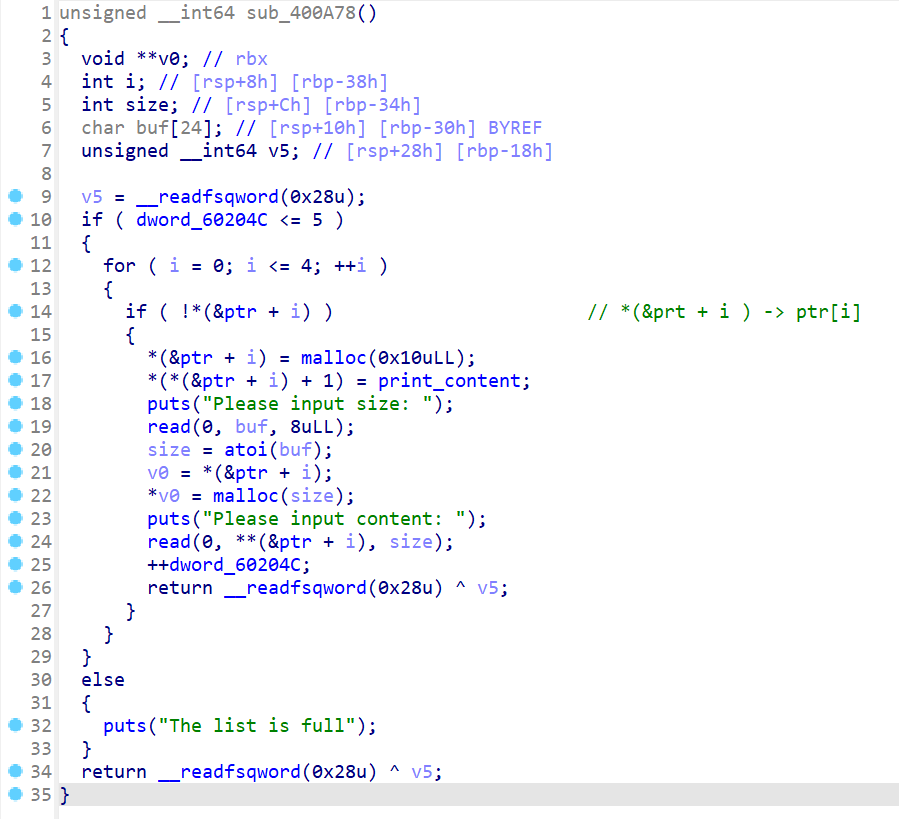 1 unsigned __int64 sub_400A78()
2 {
3 void **v0; // rbx
4 int i; // [rsp+8h] [rbp-38h]
5 int size; // [rsp+Ch] [rbp-34h]
6 char buf[24]; // [rsp+10h] [rbp-30h] BYREF
7 unsigned __int64 v5; // [rsp+28h] [rbp-18h]
8
9 v5 = __readfsqword(0x28u);
10 if ( dword_60204C <= 5 )
11 {
12 for ( i = 0; i <= 4; ++i )
13 {
14 if ( !*(&ptr + i) ) // *(&prt + i ) -> ptr[i]
15 {
16 *(&ptr + i) = malloc(0x10uLL);
17 *(*(&ptr + i) + 1) = print_content;
18 puts("Please input size: ");
19 read(0, buf, 8uLL);
20 size = atoi(buf);
21 v0 = *(&ptr + i);
22 *v0 = malloc(size);
23 puts("Please input content: ");
24 read(0, **(&ptr + i), size);
25 ++dword_60204C;
26 return __readfsqword(0x28u) ^ v5;
27 }
28 }
29 }
30 else
31 {
32 puts("The list is full");
33 }
34 return __readfsqword(0x28u) ^ v5;
35 }